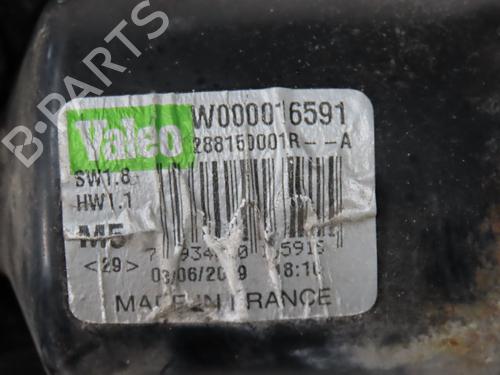 B-PARTS
Valeo
W000016591
288150001R--A
SW1.8
HW1.1
M5
<29>
03/06/2019 18:10
MADE IN FRANCE